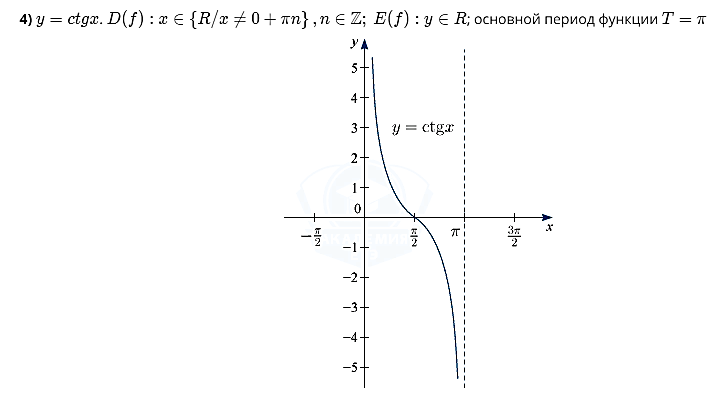 4) y = ctgx. D(f) : x ∈ {R/x ≠ 0 + πn} , n ∈ ℤ; E(f) : y ∈ R; основной период функции T = π
y
5
4
3
y = ctgx
2
1
0
−π/2
π/2
π
3π/2
x
АКАДЕМИЯ
−1
−2
−3
−4
−5